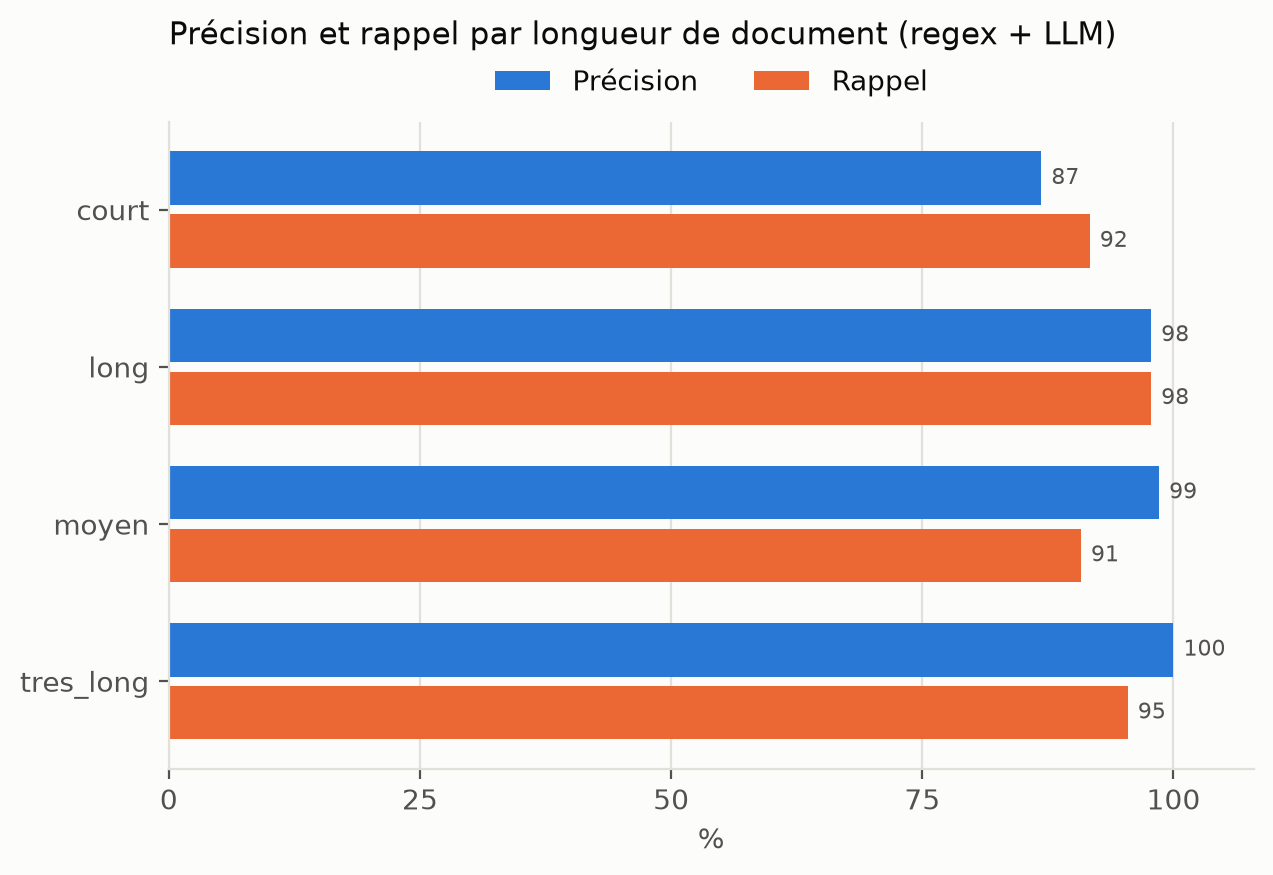 Précision et rappel par longueur de document (regex + LLM)
Précision Rappel
court 87
92
long 98
98
moyen 99
91
tres_long 100
95
0 25 50 75 100
%